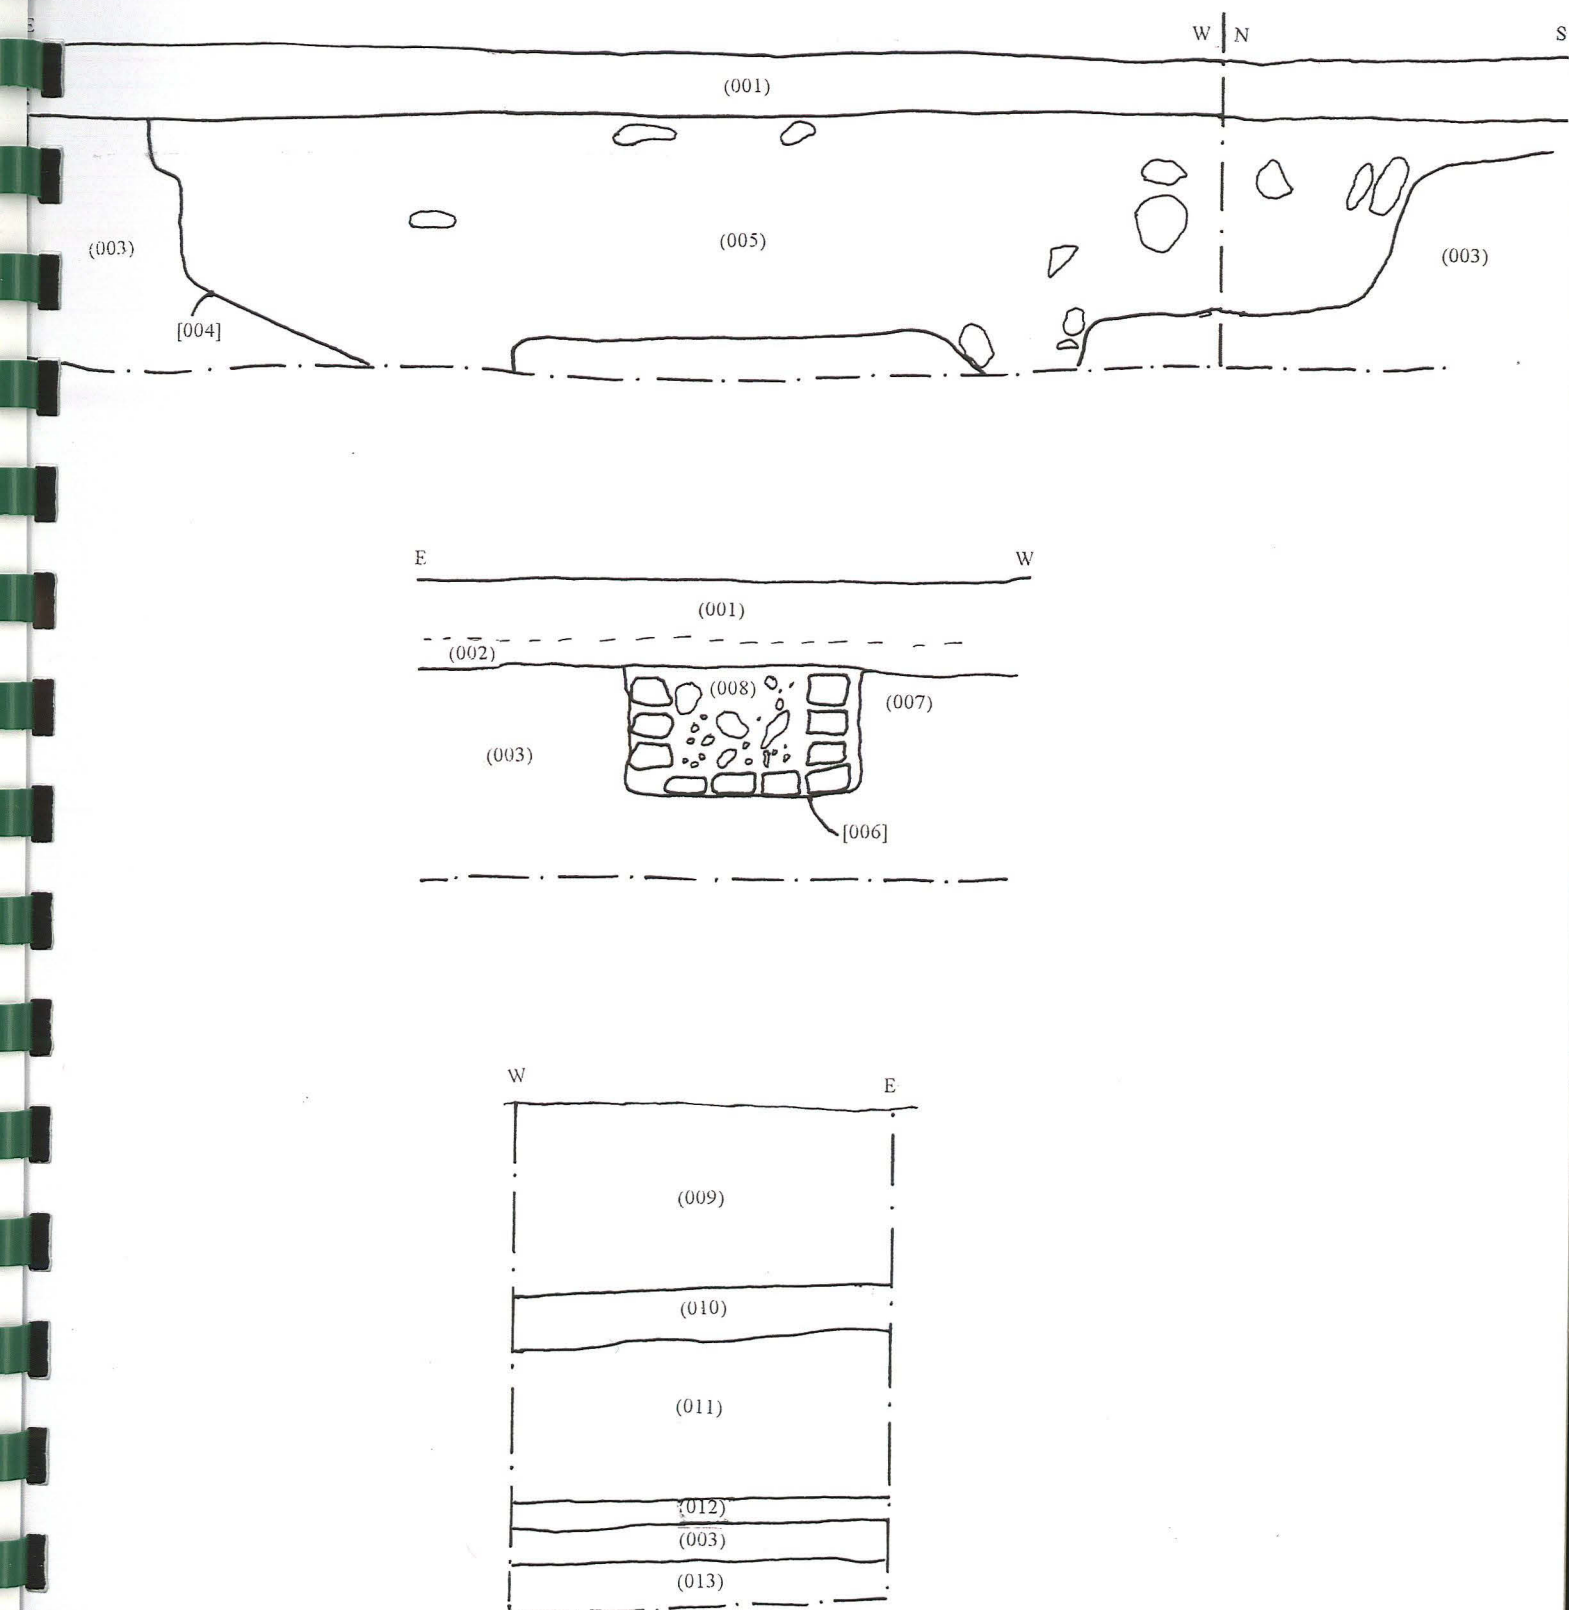 E
W N S
(001)
(003) (005) (003)
[004]
E W
(001)
(002)
(008)
(007)
(003)
[006]
W E
(009)
(010)
(011)
(012)
(003)
(013)